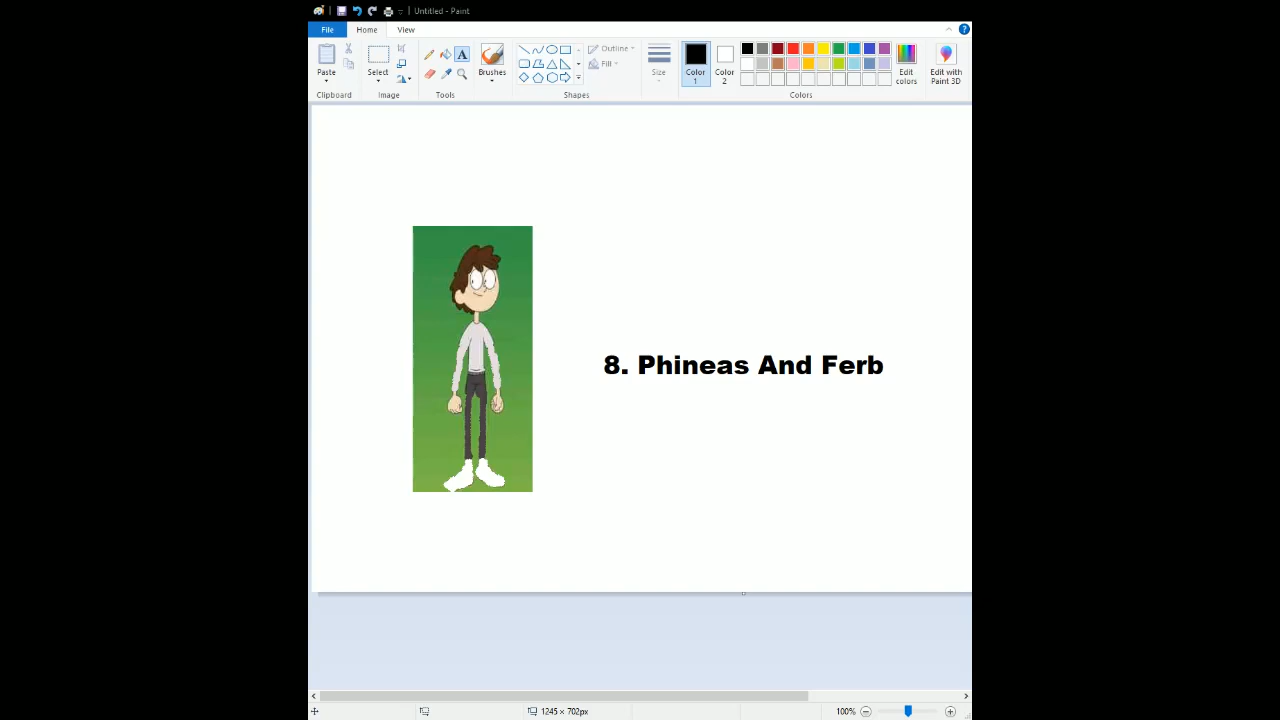 Untitled - Paint
File
Home
View
Paste
Select
Brushes
Outline
Fill
Size
Color 1
Color 2
Edit colors
Edit with Paint 3D
Clipboard
Image
Tools
Shapes
Colors
A
8. Phineas And Ferb
1245 × 702px
100%